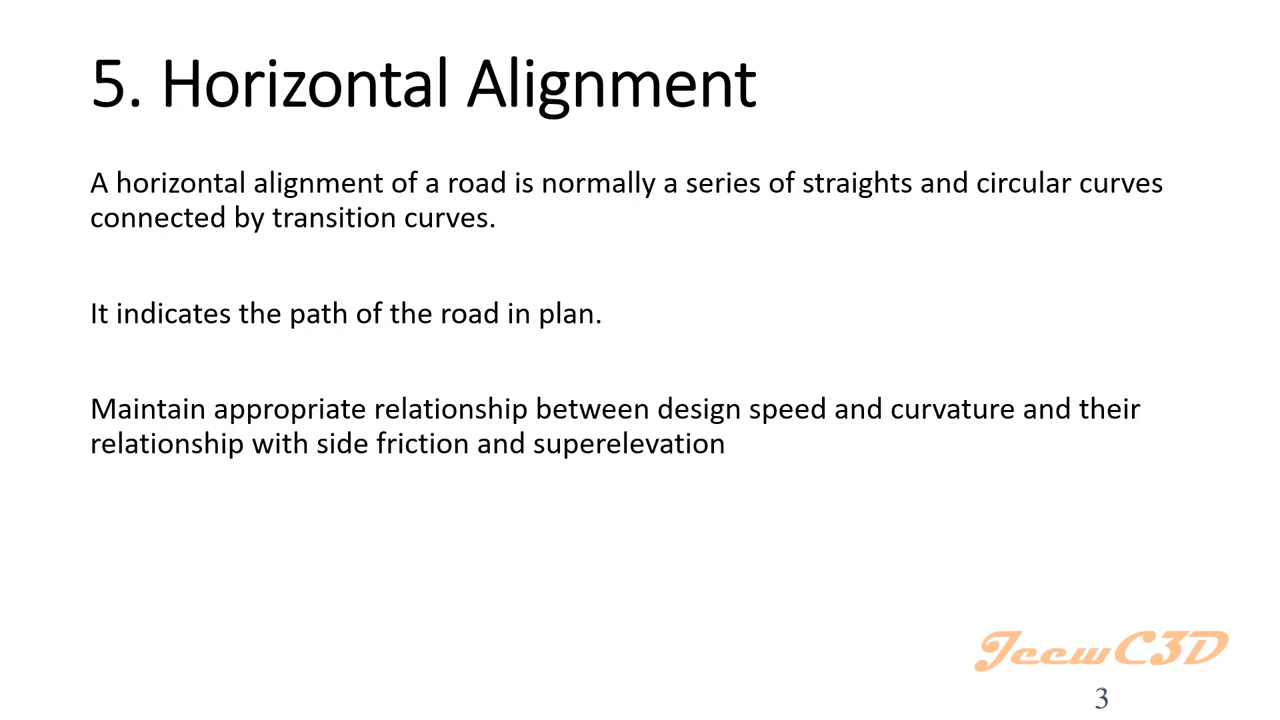 5. Horizontal Alignment
A horizontal alignment of a road is normally a series of straights and circular curves
connected by transition curves.
It indicates the path of the road in plan.
Maintain appropriate relationship between design speed and curvature and their
relationship with side friction and superelevation
JeewC3D
3